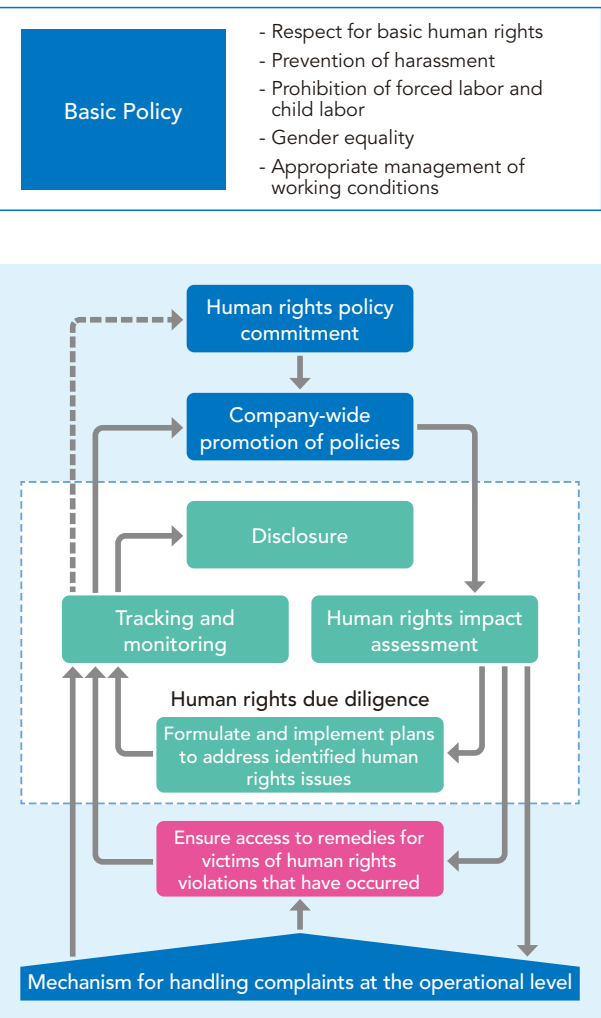 Basic Policy
- Respect for basic human rights
- Prevention of harassment
- Prohibition of forced labor and
child labor
- Gender equality
- Appropriate management of
working conditions
Human rights policy
commitment
Company-wide
promotion of policies
Disclosure
Tracking and
monitoring
Human rights impact
assessment
Human rights due diligence
Formulate and implement plans
to address identified human
rights issues
Ensure access to remedies for
victims of human rights
violations that have occurred
Mechanism for handling complaints at the operational level